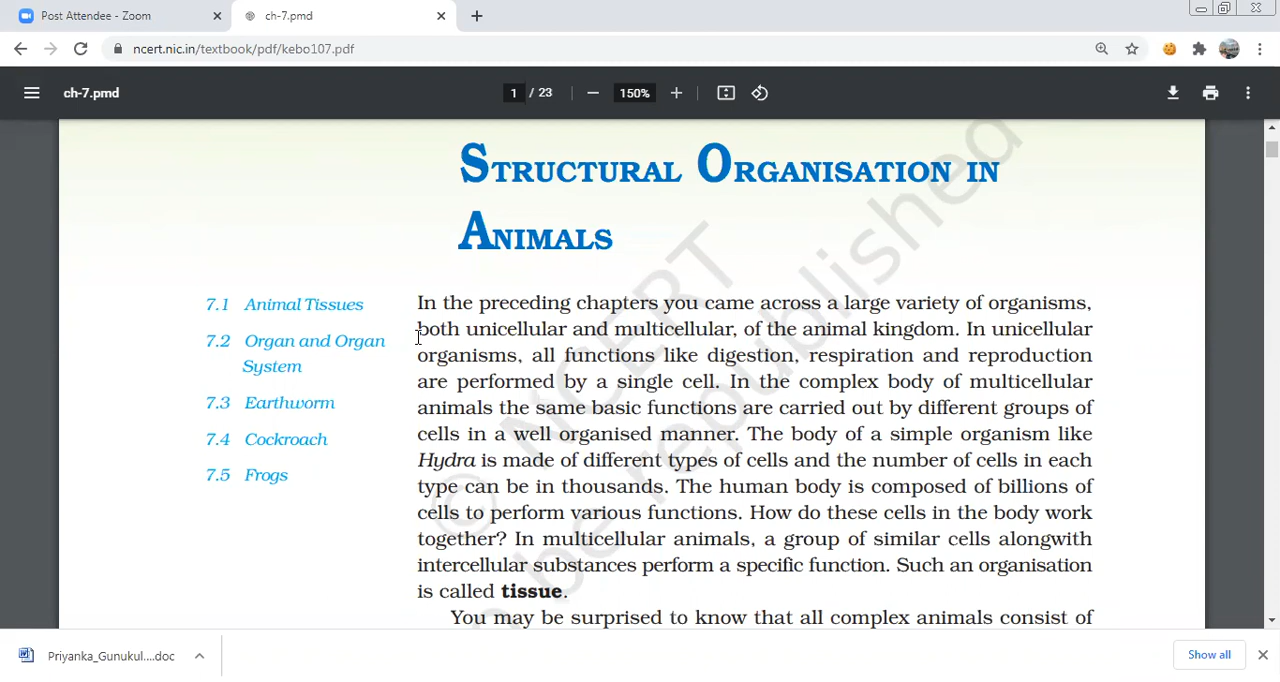 Post Attendee - Zoom
ch-7.pmd
ncert.nic.in/textbook/pdf/kebo107.pdf
ch-7.pmd
1 / 23
150%
STRUCTURAL ORGANISATION IN
ANIMALS
7.1 Animal Tissues
7.2 Organ and Organ
System
7.3 Earthworm
7.4 Cockroach
7.5 Frogs
In the preceding chapters you came across a large variety of organisms,
both unicellular and multicellular, of the animal kingdom. In unicellular
organisms, all functions like digestion, respiration and reproduction
are performed by a single cell. In the complex body of multicellular
animals the same basic functions are carried out by different groups of
cells in a well organised manner. The body of a simple organism like
Hydra is made of different types of cells and the number of cells in each
type can be in thousands. The human body is composed of billions of
cells to perform various functions. How do these cells in the body work
together? In multicellular animals, a group of similar cells alongwith
intercellular substances perform a specific function. Such an organisation
is called tissue.
You may be surprised to know that all complex animals consist of
© NCERT
be republished
Priyanka_Gunukul....doc
Show all